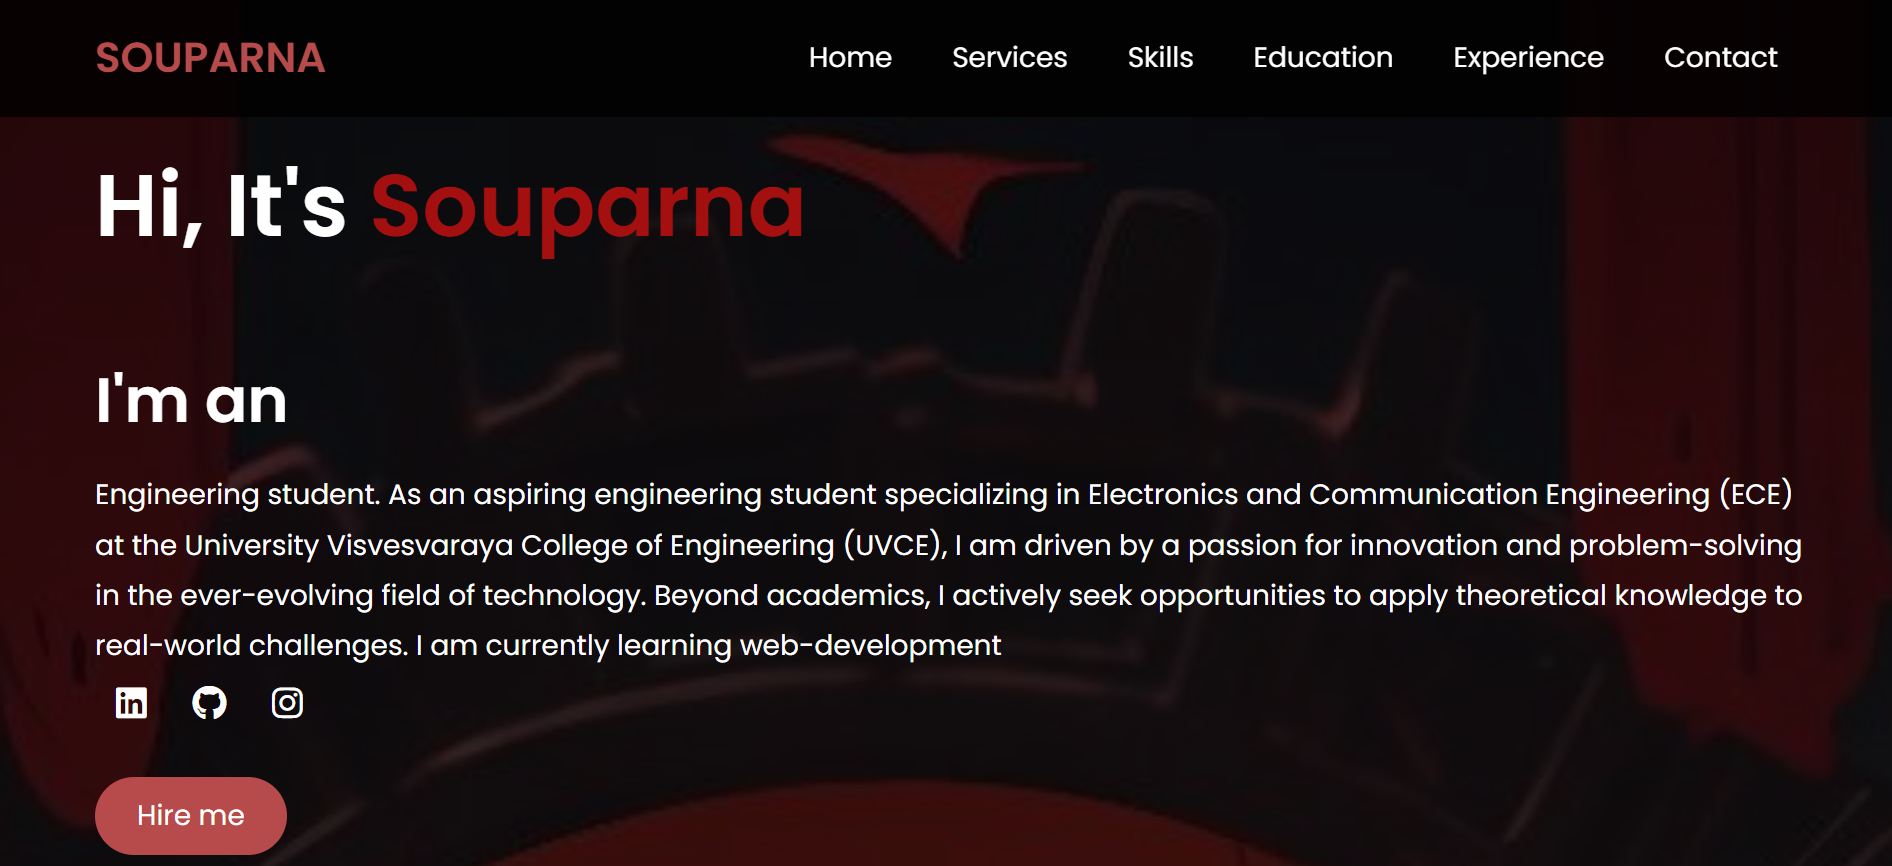 SOUPARNA
Home Services Skills Education Experience Contact
Hi, It's Souparna
I'm an
Engineering student. As an aspiring engineering student specializing in Electronics and Communication Engineering (ECE)
at the University Visvesvaraya College of Engineering (UVCE), I am driven by a passion for innovation and problem-solving
in the ever-evolving field of technology. Beyond academics, I actively seek opportunities to apply theoretical knowledge to
real-world challenges. I am currently learning web-development
in
Hire me